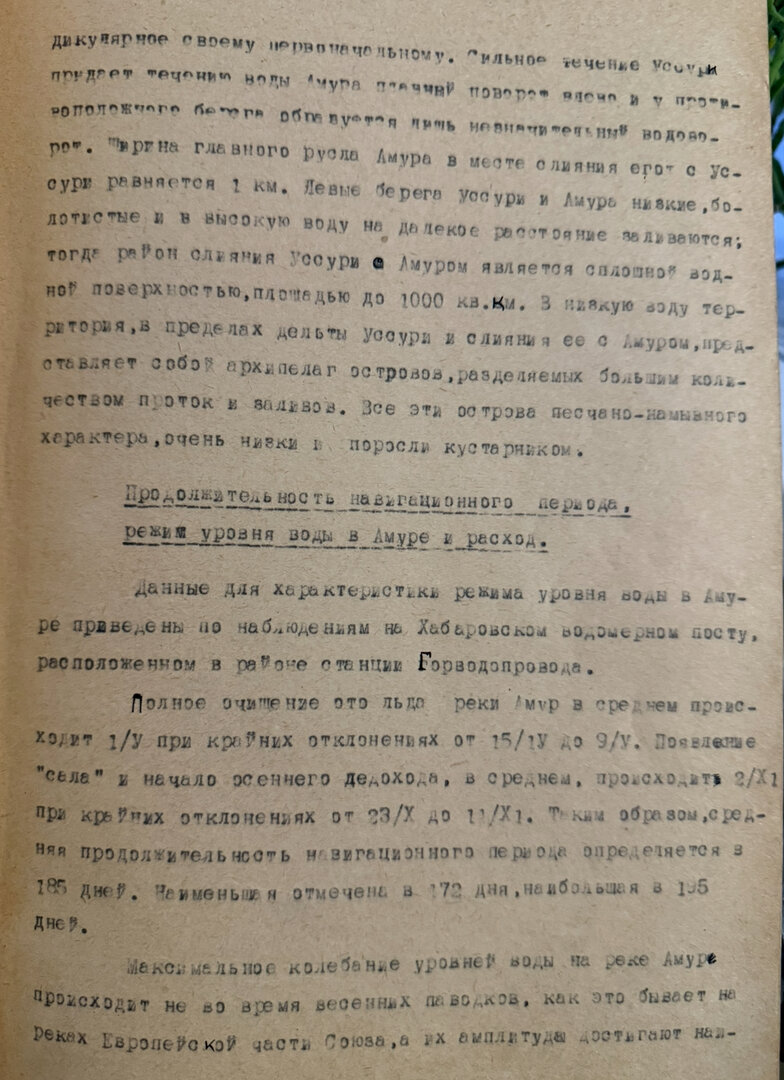 дикулярное своему первоначальному. Сильное течение Уссури
придает течению воды Амура плавный поворот влево и у проти-
воположного берега образуется лишь незначительный водово-
рот. Ширина главного русла Амура в месте слияния его с Ус-
сури равняется 1 км. Левые берега Уссури и Амура низкие,бо-
лотистые и в высокую воду на далекое расстояние заливаются;
тогда район слияния Уссури с Амуром является сплошной вод-
ной поверхностью,площадью до 1000 кв.км. В низкую воду тер-
ритория,в пределах дельты Уссури и слияния ее с Амуром,пред-
ставляет собой архипелаг островов,разделяемых большим коли-
чеством проток и заливов. Все эти острова песчано-намывного
характера,очень низки и поросли кустарником.
Продолжительность навигационного периода,
режим уровня воды в Амуре и расход.
Данные для характеристики режима уровня воды в Аму-
ре приведены по наблюдениям на Хабаровском водомерном посту,
расположенном в районе станции Горводопровода.
Полное очищение ото льда реки Амур в среднем проис-
ходит 1/У при крайних отклонениях от 15/1У до 9/У. Появление
"сала" и начало осеннего ледохода, в среднем, происходит 2/X1
при крайних отклонениях от 23/X до 11/X1. Таким образом,сред-
няя продолжительность навигационного периода определяется в
185 дней. Наименьшая отмечена в 172 дня,наибольшая в 195
дней.
Максимальное колебание уровней воды на реке Амуре
происходит не во время весенних паводков, как это бывает на
реках Европейской части Союза,а их амплитуды достигают наи-